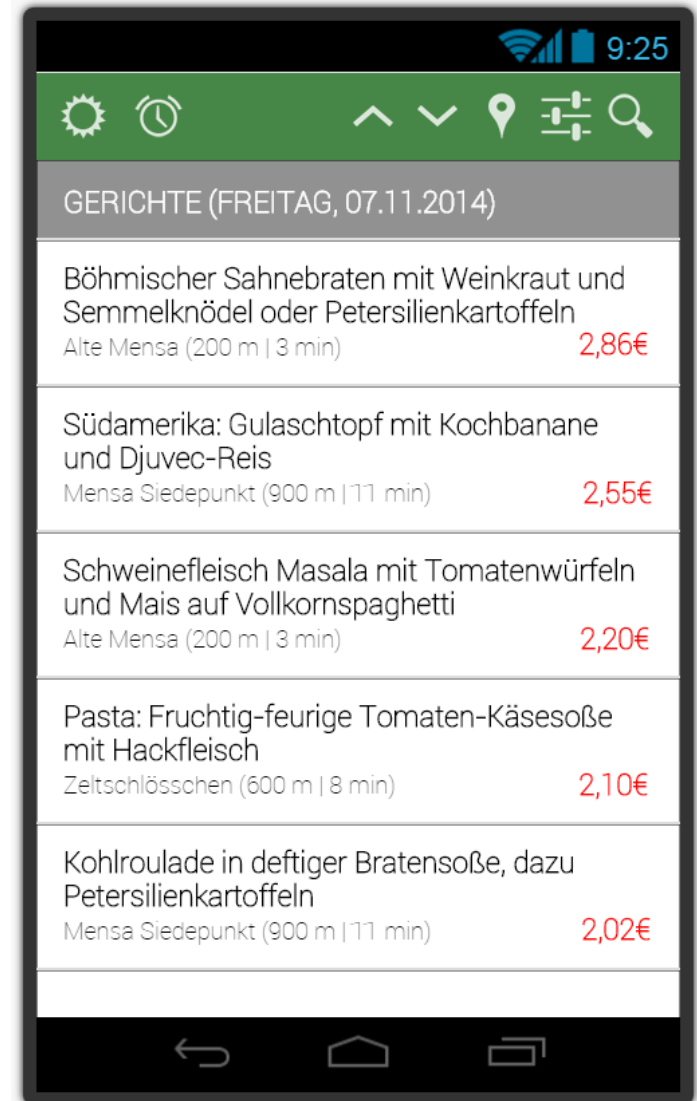 9:25
GERICHTE (FREITAG, 07.11.2014)
Böhmischer Sahnebraten mit Weinkraut und
Semmelknödel oder Petersilienkartoffeln
Alte Mensa (200 m | 3 min) 2,86€
Südamerika: Gulaschtopf mit Kochbanane
und Djuvec-Reis
Mensa Siedepunkt (900 m | 11 min) 2,55€
Schweinefleisch Masala mit Tomatenwürfeln
und Mais auf Vollkornspaghetti
Alte Mensa (200 m | 3 min) 2,20€
Pasta: Fruchtig-feurige Tomaten-Käsesoße
mit Hackfleisch
Zeltschlösschen (600 m | 8 min) 2,10€
Kohlroulade in deftiger Bratensoße, dazu
Petersilienkartoffeln
Mensa Siedepunkt (900 m | 11 min) 2,02€